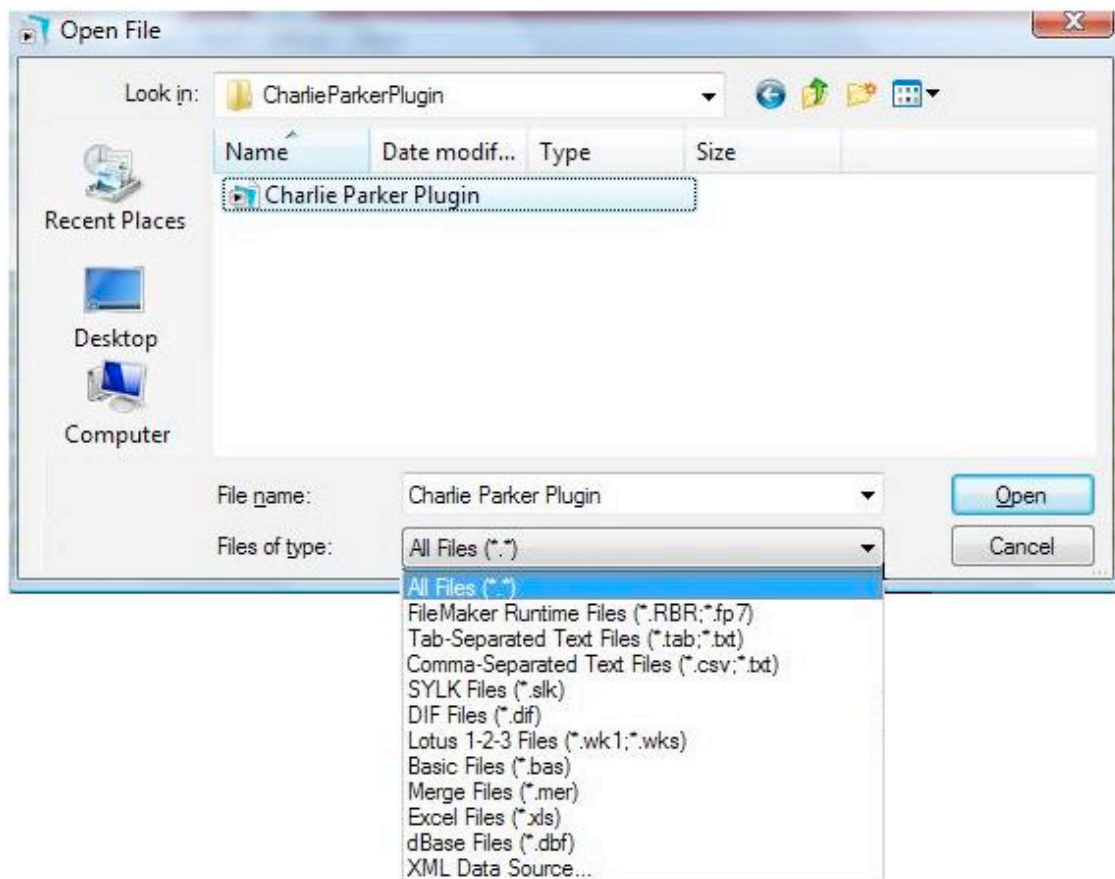 Open File
Look in: CharlieParkerPlugin
Name Date modif... Type Size
Charlie Parker Plugin
Recent Places
Desktop
Computer
File name: Charlie Parker Plugin Open
Files of type: All Files (*.*) Cancel
All Files (*.*)
FileMaker Runtime Files (*.RBR;*.fp7)
Tab-Separated Text Files (*.tab;*.txt)
Comma-Separated Text Files (*.csv;*.txt)
SYLK Files (*.slk)
DIF Files (*.dif)
Lotus 1-2-3 Files (*.wk1;*.wks)
Basic Files (*.bas)
Merge Files (*.mer)
Excel Files (*.xls)
dBase Files (*.dbf)
XML Data Source...